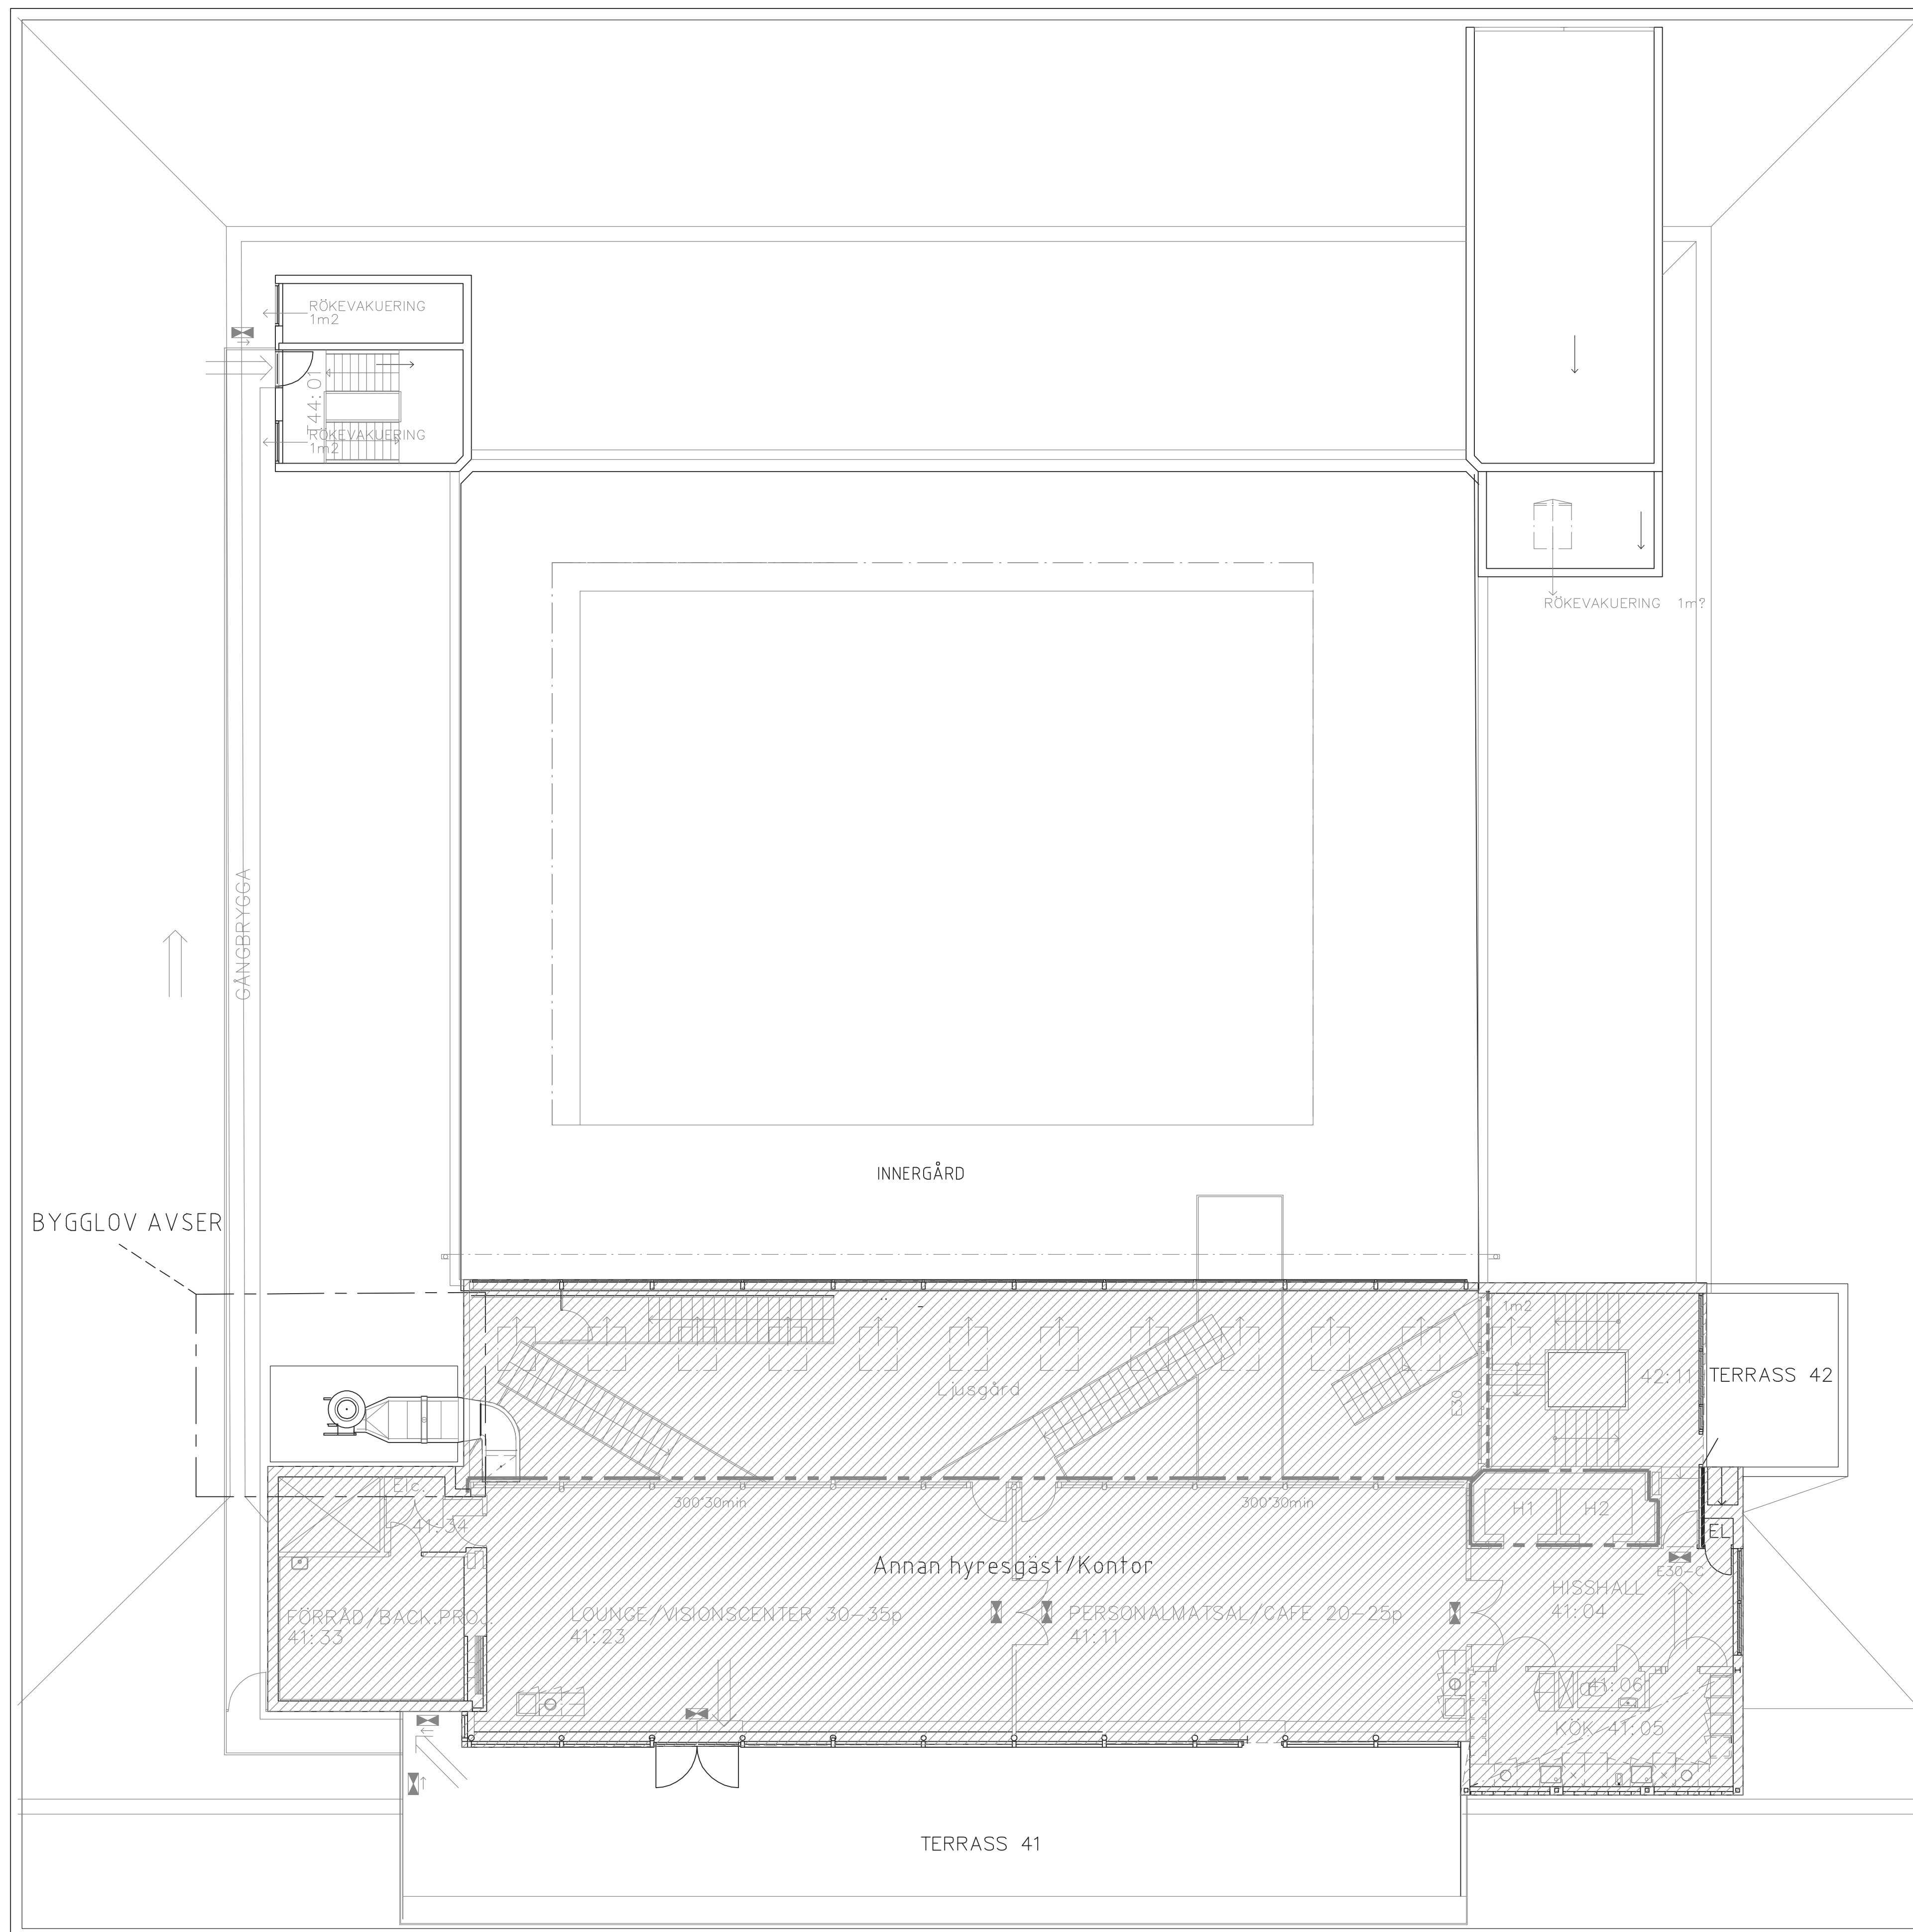 RÖKEVAKUERING
1m2
T44:01
RÖKEVAKUERING
1m2
RÖKEVAKUERING 1m?
GÅNGBRYGGA
INNERGÅRD
BYGGLOV AVSER
1m2
Ljusgård
E30
42:11
TERRASS 42
Elc.
41:34
300°30min
300°30min
H1
H2
EL
Annan hyresgäst/Kontor
E30-C
HISSHALL
41:04
FÖRRÅD/BACK.PROJ.
41:33
LOUNGE/VISIONSCENTER 30-35p
41:23
PERSONALMATSAL/CAFE 20-25p
41:11
41:06
KÖK 41:05
TERRASS 41